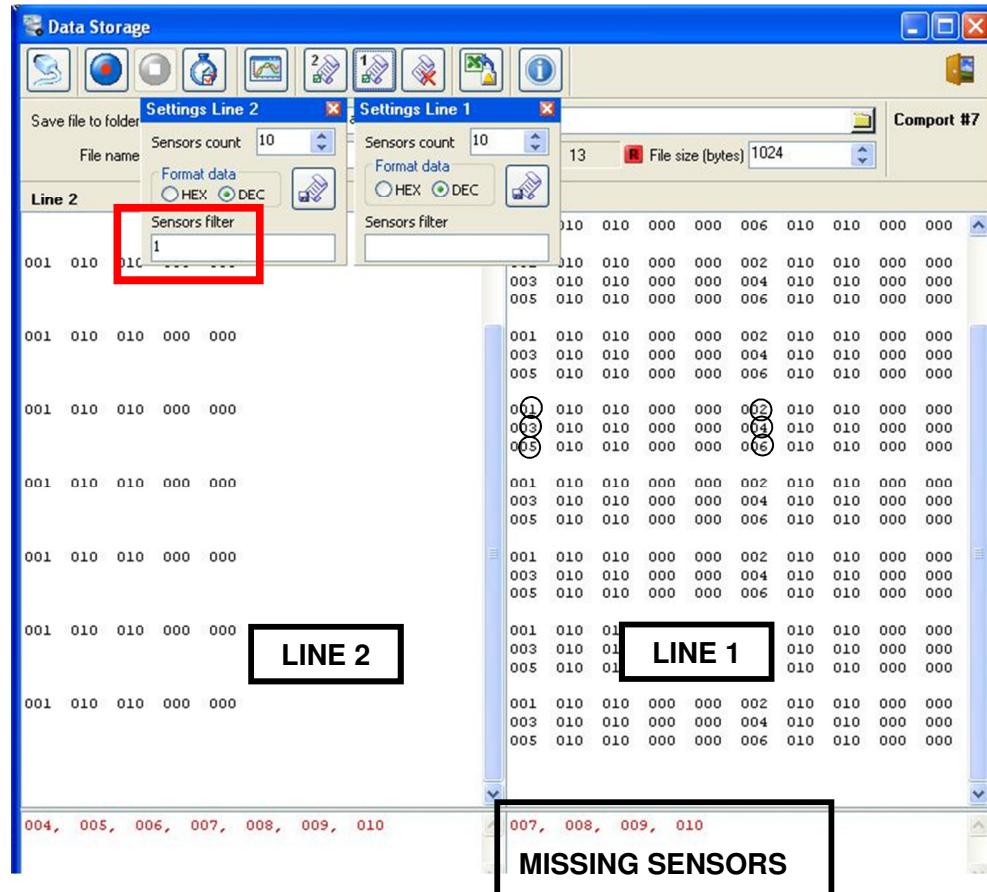 Data Storage
2 1
Save file to folder
Settings Line 2
Settings Line 1
Comport #7
File name
Sensors count 10
Sensors count 10
13 R File size (bytes) 1024
Format data
HEX DEC
Format data
HEX DEC
Line 2
Sensors filter
1
Sensors filter
010 010 000 000 006 010 010 000 000
001 010 010
010 010 000 000 002 010 010 000 000
003 010 010 000 000 004 010 010 000 000
005 010 010 000 000 006 010 010 000 000
001 010 010 000 000
001 010 010 000 000 002 010 010 000 000
003 010 010 000 000 004 010 010 000 000
005 010 010 000 000 006 010 010 000 000
001 010 010 000 000
001 010 010 000 000 002 010 010 000 000
003 010 010 000 000 004 010 010 000 000
005 010 010 000 000 006 010 010 000 000
001 010 010 000 000
001 010 010 000 000 002 010 010 000 000
003 010 010 000 000 004 010 010 000 000
005 010 010 000 000 006 010 010 000 000
001 010 010 000 000
001 010 010 000 000 002 010 010 000 000
003 010 010 000 000 004 010 010 000 000
005 010 010 000 000 006 010 010 000 000
001 010 010 000 000
001 010 01 010 010 000 000
003 010 01 010 010 000 000
005 010 01 010 010 000 000
LINE 2
LINE 1
001 010 010 000 000
001 010 010 000 000 002 010 010 000 000
003 010 010 000 000 004 010 010 000 000
005 010 010 000 000 006 010 010 000 000
004, 005, 006, 007, 008, 009, 010
007, 008, 009, 010
MISSING SENSORS